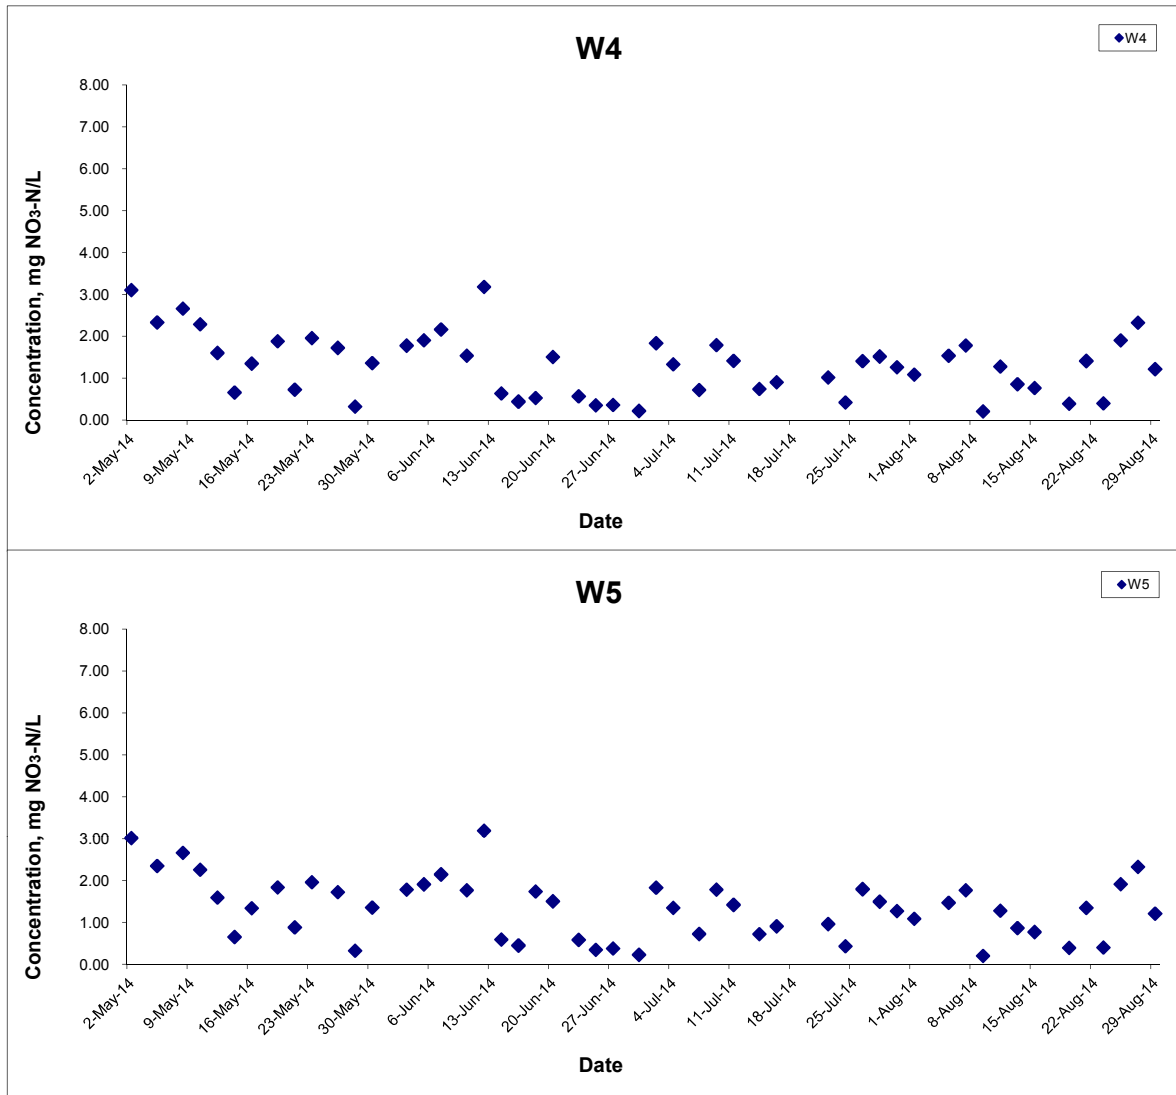 W4
W4
8.00
7.00
6.00
5.00
4.00
3.00
2.00
1.00
0.00
Concentration, mg NO₃-N/L
2-May-14
9-May-14
16-May-14
23-May-14
30-May-14
6-Jun-14
13-Jun-14
20-Jun-14
27-Jun-14
4-Jul-14
11-Jul-14
18-Jul-14
25-Jul-14
1-Aug-14
8-Aug-14
15-Aug-14
22-Aug-14
29-Aug-14
Date
W5
W5
8.00
7.00
6.00
5.00
4.00
3.00
2.00
1.00
0.00
Concentration, mg NO₃-N/L
2-May-14
9-May-14
16-May-14
23-May-14
30-May-14
6-Jun-14
13-Jun-14
20-Jun-14
27-Jun-14
4-Jul-14
11-Jul-14
18-Jul-14
25-Jul-14
1-Aug-14
8-Aug-14
15-Aug-14
22-Aug-14
29-Aug-14
Date